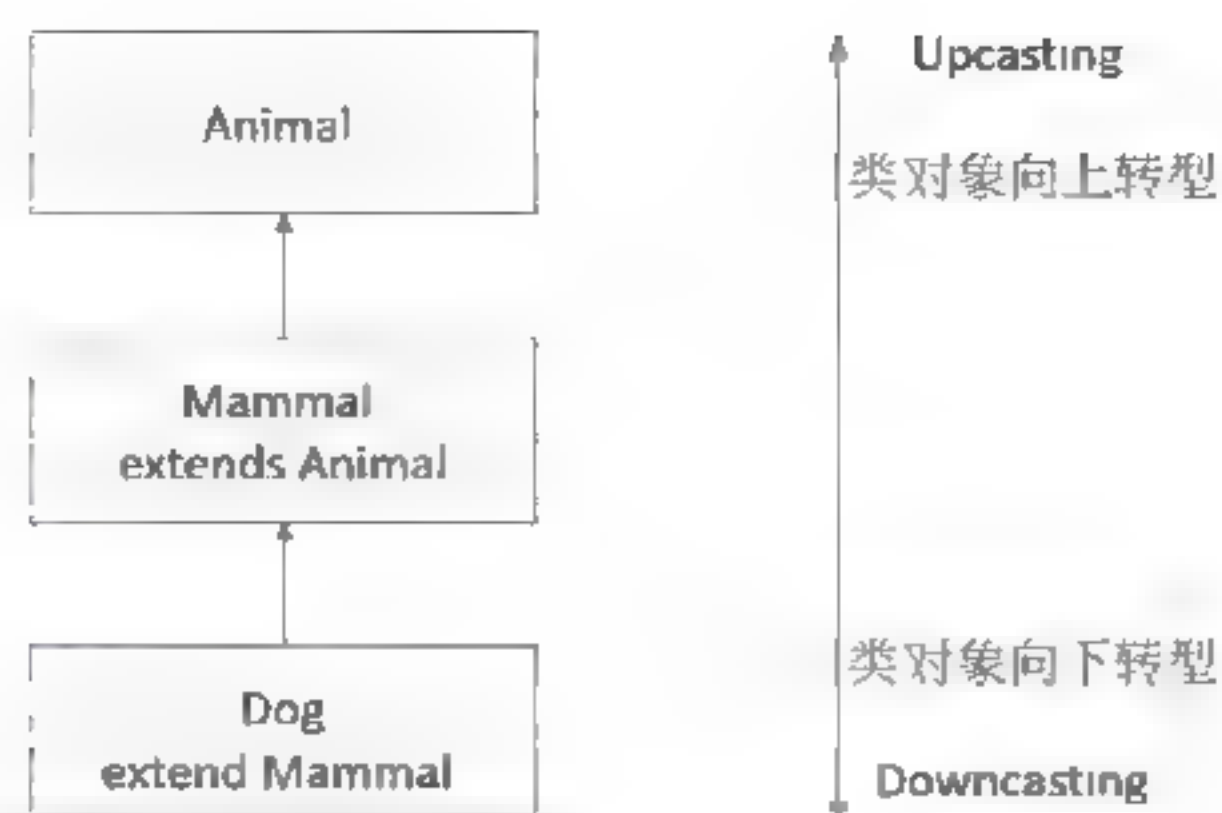 Animal
Mammal
extends Animal
Dog
extend Mammal
Upcasting
类对象向上转型
类对象向下转型
Downcasting